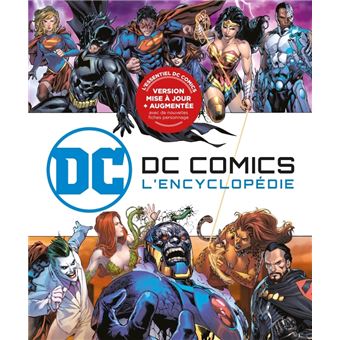 L'ESSENTIEL DC COMICS
VERSION
MISE À JOUR
+ AUGMENTÉE
avec de nouvelles
fiches personnage
DC
DC COMICS
L'ENCYCLOPÉDIE